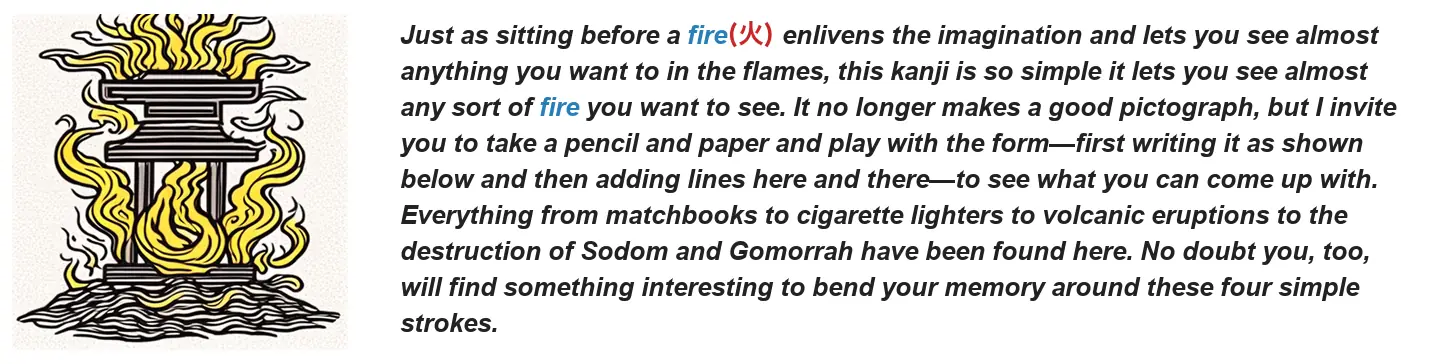 Just as sitting before a fire(火) enlivens the imagination and lets you see almost
anything you want to in the flames, this kanji is so simple it lets you see almost
any sort of fire you want to see. It no longer makes a good pictograph, but I invite
you to take a pencil and paper and play with the form—first writing it as shown
below and then adding lines here and there—to see what you can come up with.
Everything from matchbooks to cigarette lighters to volcanic eruptions to the
destruction of Sodom and Gomorrah have been found here. No doubt you, too,
will find something interesting to bend your memory around these four simple
strokes.